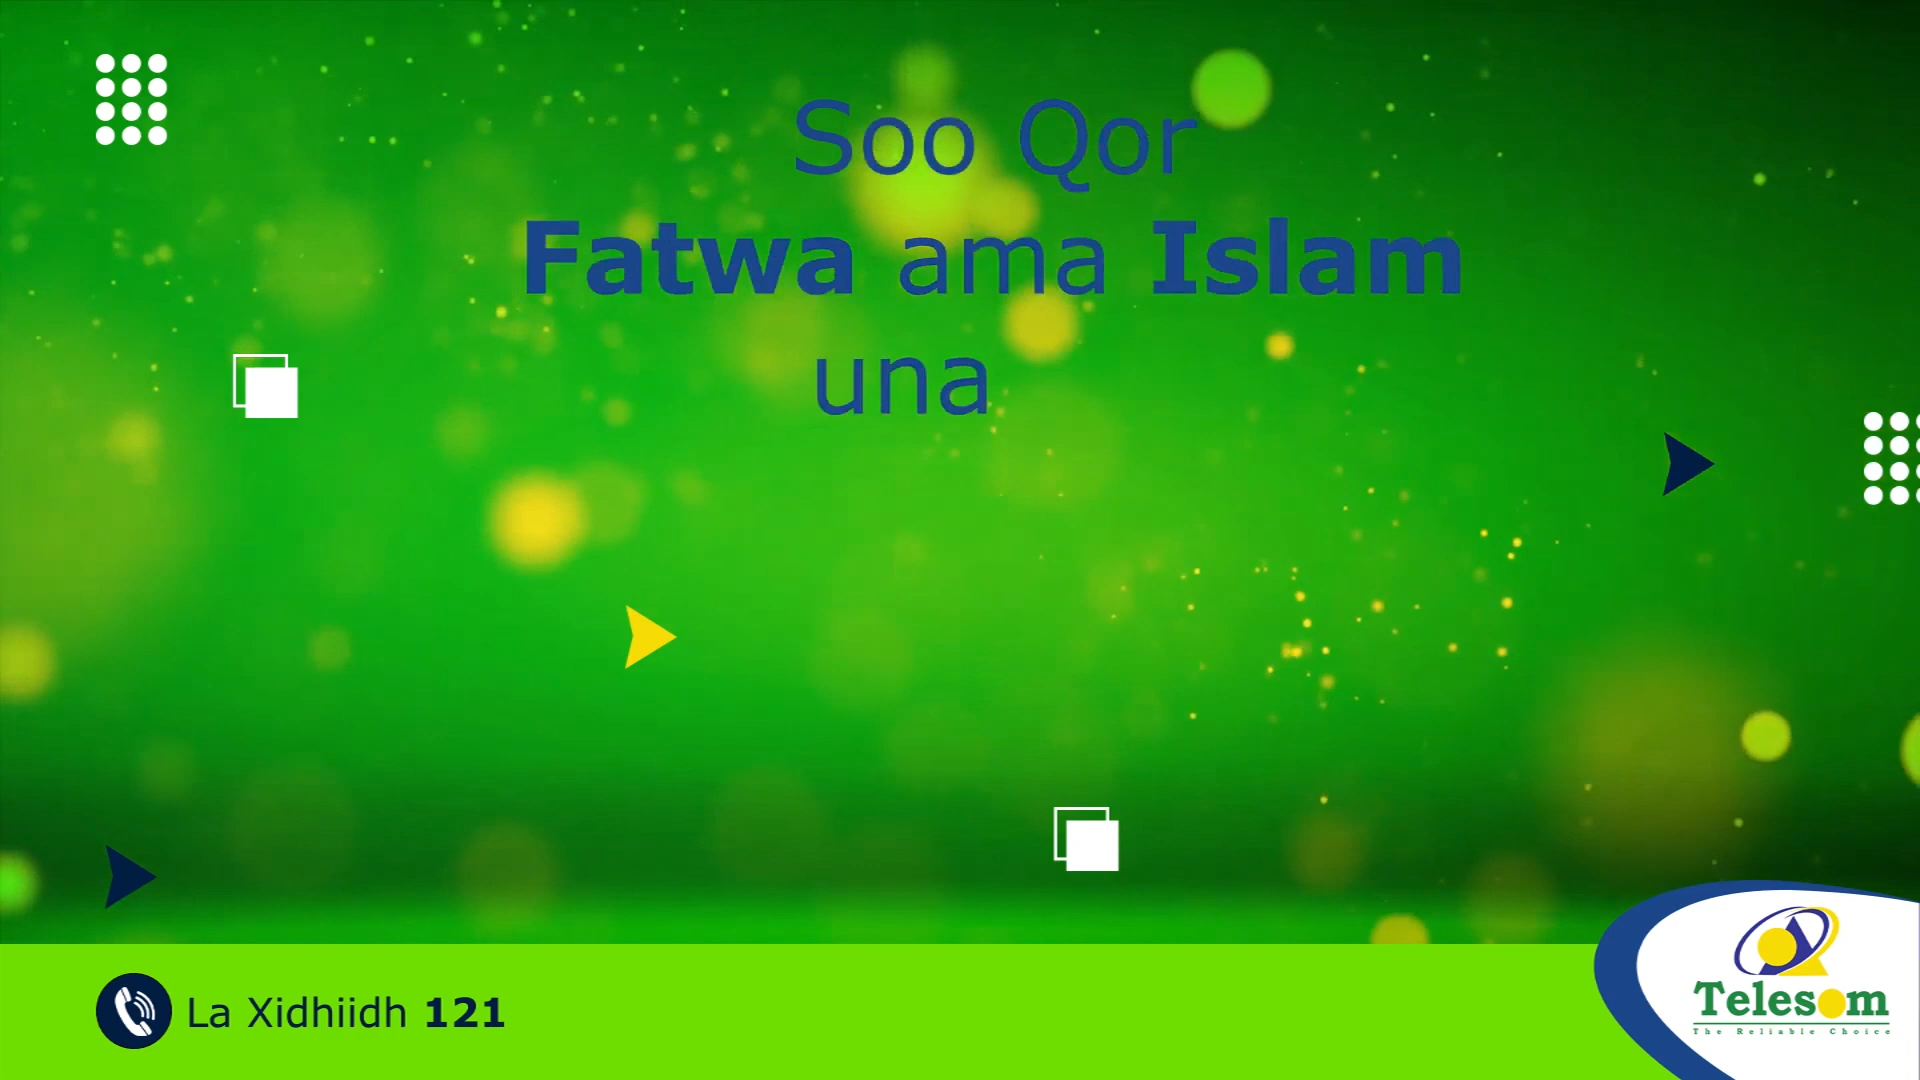 Soo Qor
Fatwa ama Islam
una
La Xidhiidh 121
Telesom
The Reliable Choice